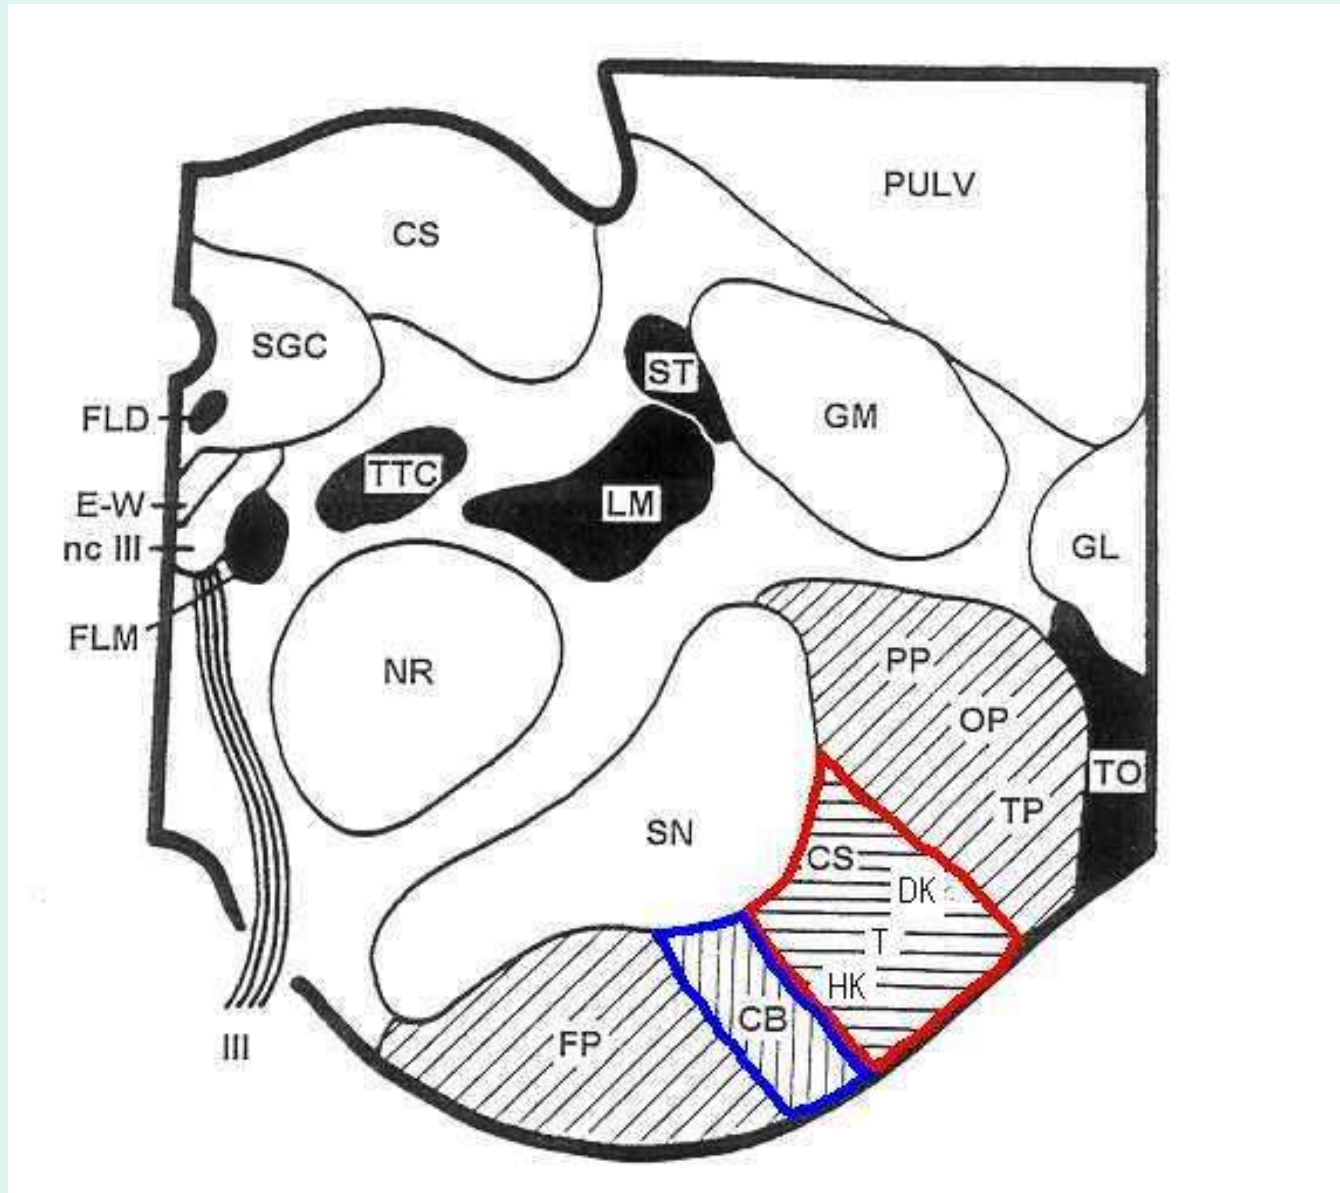 PULV
CS
SGC
ST
FLD
GM
TTC
E-W
LM
nc III
GL
FLM
PP
NR
OP
TO
TP
SN
CS
DK
T
HK
CB
FP
III